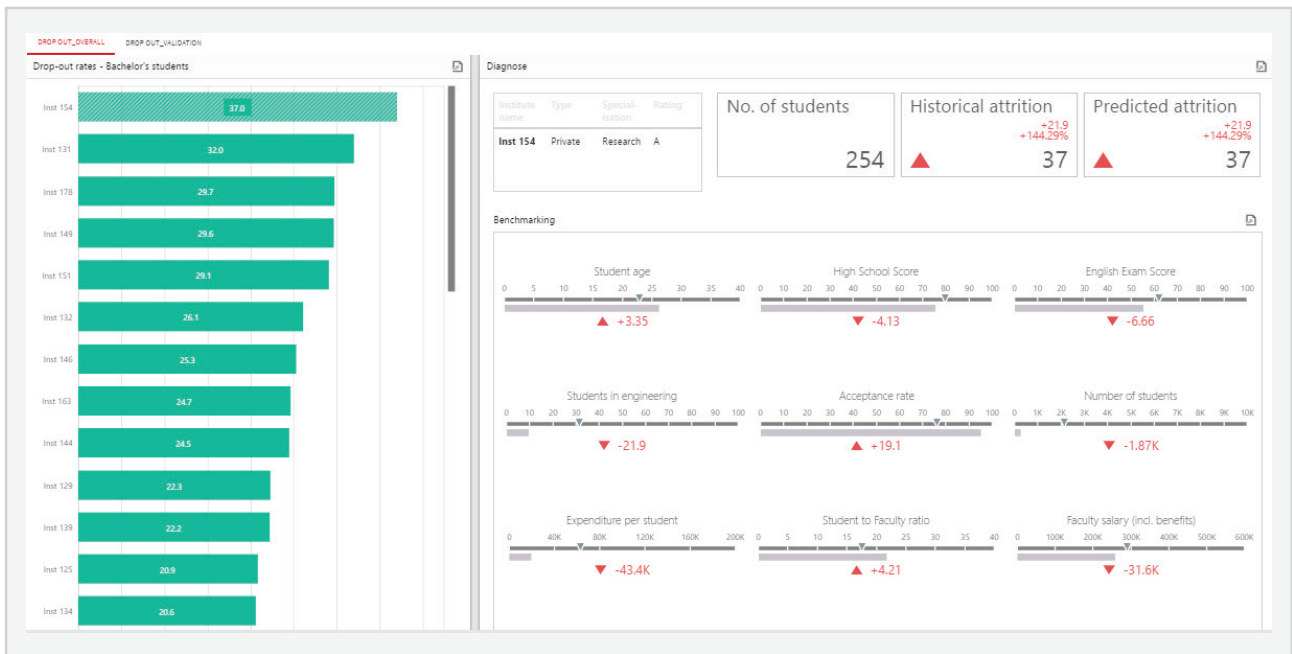 DROP OUT_OVERALL DROP OUT_VALIDATION
Drop-out rates - Bachelor's students
Inst 154 37.0
Inst 131 32.0
Inst 178 29.7
Inst 149 29.6
Inst 151 29.1
Inst 132 26.1
Inst 146 25.3
Inst 163 24.7
Inst 144 24.5
Inst 129 22.3
Inst 139 22.2
Inst 125 20.9
Inst 134 20.6
Diagnose
Institute Type Special- Rating
name isation
Inst 154 Private Research A
No. of students
254
Historical attrition
+21.9
+144.29%
37
Predicted attrition
+21.9
+144.29%
37
Benchmarking
Student age
0 5 10 15 20 25 30 35 40
+3.35
High School Score
0 10 20 30 40 50 60 70 80 90 100
-4.13
English Exam Score
0 10 20 30 40 50 60 70 80 90 100
-6.66
Students in engineering
0 10 20 30 40 50 60 70 80 90 100
-21.9
Acceptance rate
0 10 20 30 40 50 60 70 80 90 100
+19.1
Number of students
0 1K 2K 3K 4K 5K 6K 7K 8K 9K 10K
-1.87K
Expenditure per student
0 40K 80K 120K 160K 200K
-43.4K
Student to Faculty ratio
0 5 10 15 20 25 30 35 40
+4.21
Faculty salary (incl. benefits)
0 100K 200K 300K 400K 500K 600K
-31.6K